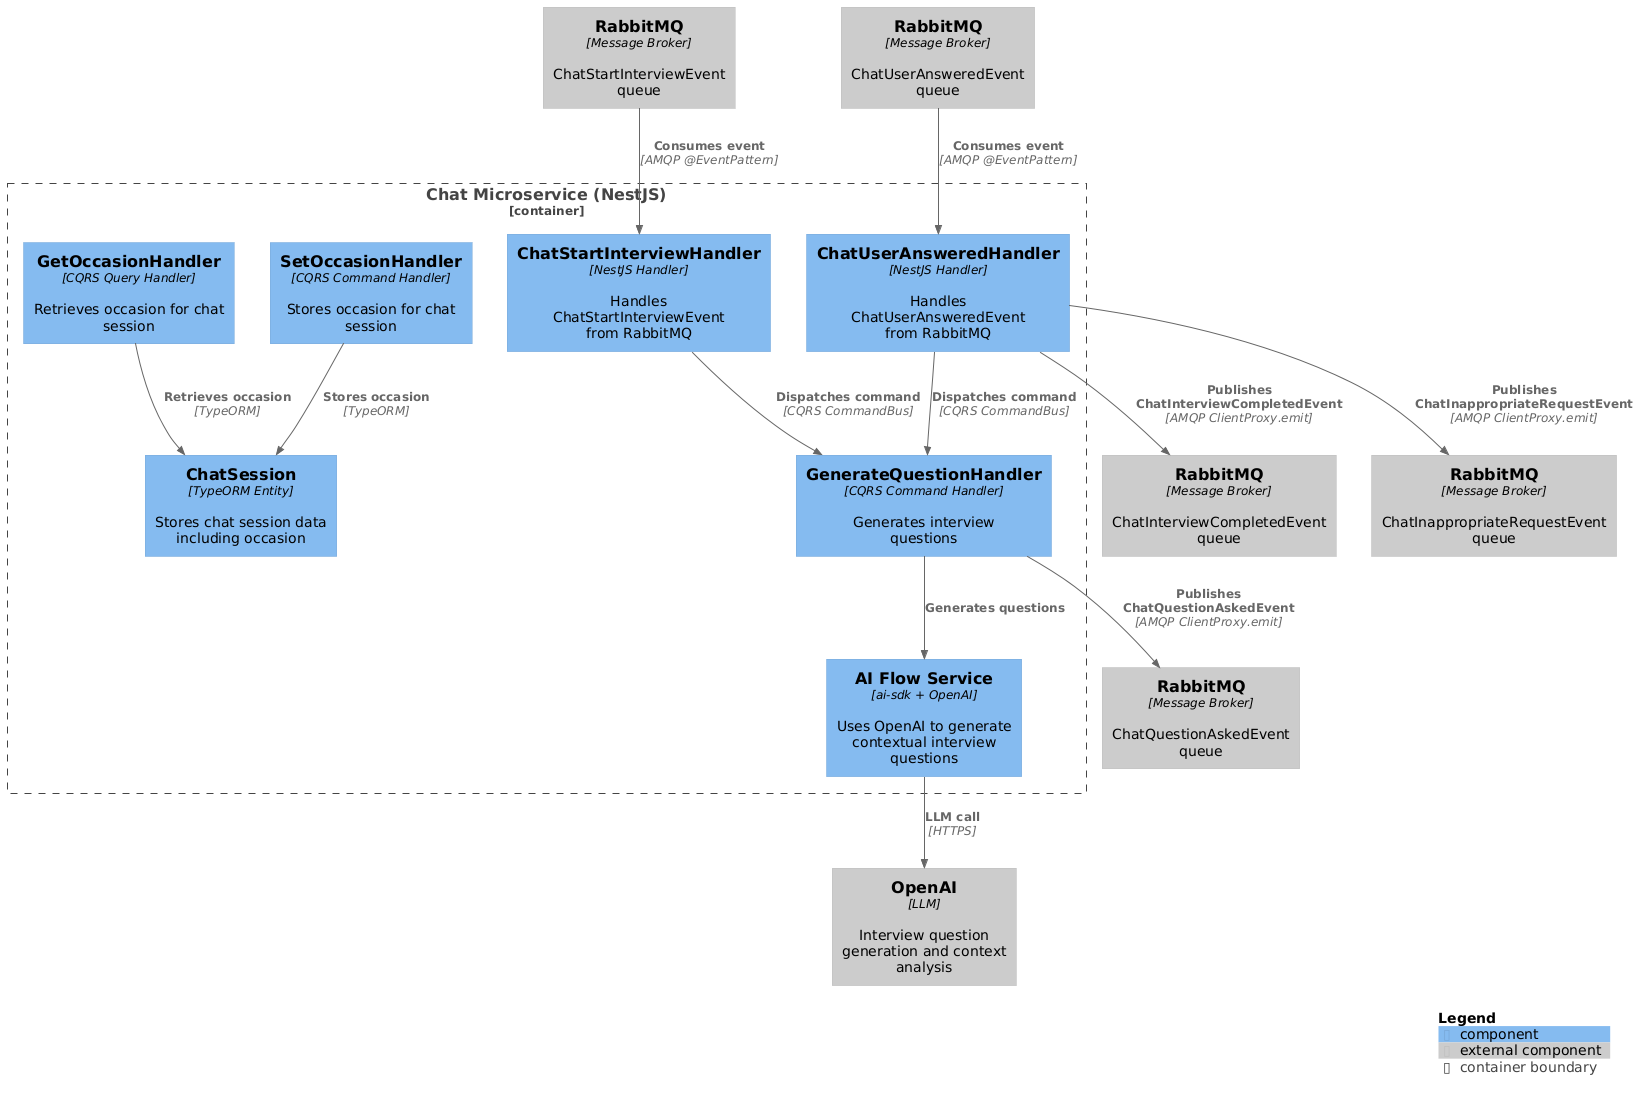 RabbitMQ
[Message Broker]
ChatStartInterviewEvent
queue
RabbitMQ
[Message Broker]
ChatUserAnsweredEvent
queue
Consumes event
[AMQP @EventPattern]
Consumes event
[AMQP @EventPattern]
Chat Microservice (NestJS)
[container]
GetOccasionHandler
[CQRS Query Handler]
Retrieves occasion for chat
session
SetOccasionHandler
[CQRS Command Handler]
Stores occasion for chat
session
ChatStartInterviewHandler
[NestJS Handler]
Handles
ChatStartInterviewEvent
from RabbitMQ
ChatUserAnsweredHandler
[NestJS Handler]
Handles
ChatUserAnsweredEvent
from RabbitMQ
Retrieves occasion
[TypeORM]
Stores occasion
[TypeORM]
Dispatches command
[CQRS CommandBus]
Dispatches command
[CQRS CommandBus]
Publishes
ChatInterviewCompletedEvent
[AMQP ClientProxy.emit]
Publishes
ChatInappropriateRequestEvent
[AMQP ClientProxy.emit]
ChatSession
[TypeORM Entity]
Stores chat session data
including occasion
GenerateQuestionHandler
[CQRS Command Handler]
Generates interview
questions
RabbitMQ
[Message Broker]
ChatInterviewCompletedEvent
queue
RabbitMQ
[Message Broker]
ChatInappropriateRequestEvent
queue
Generates questions
Publishes
ChatQuestionAskedEvent
[AMQP ClientProxy.emit]
AI Flow Service
[ai-sdk + OpenAI]
Uses OpenAI to generate
contextual interview
questions
RabbitMQ
[Message Broker]
ChatQuestionAskedEvent
queue
LLM call
[HTTPS]
OpenAI
[LLM]
Interview question
generation and context
analysis
Legend
component
external component
container boundary